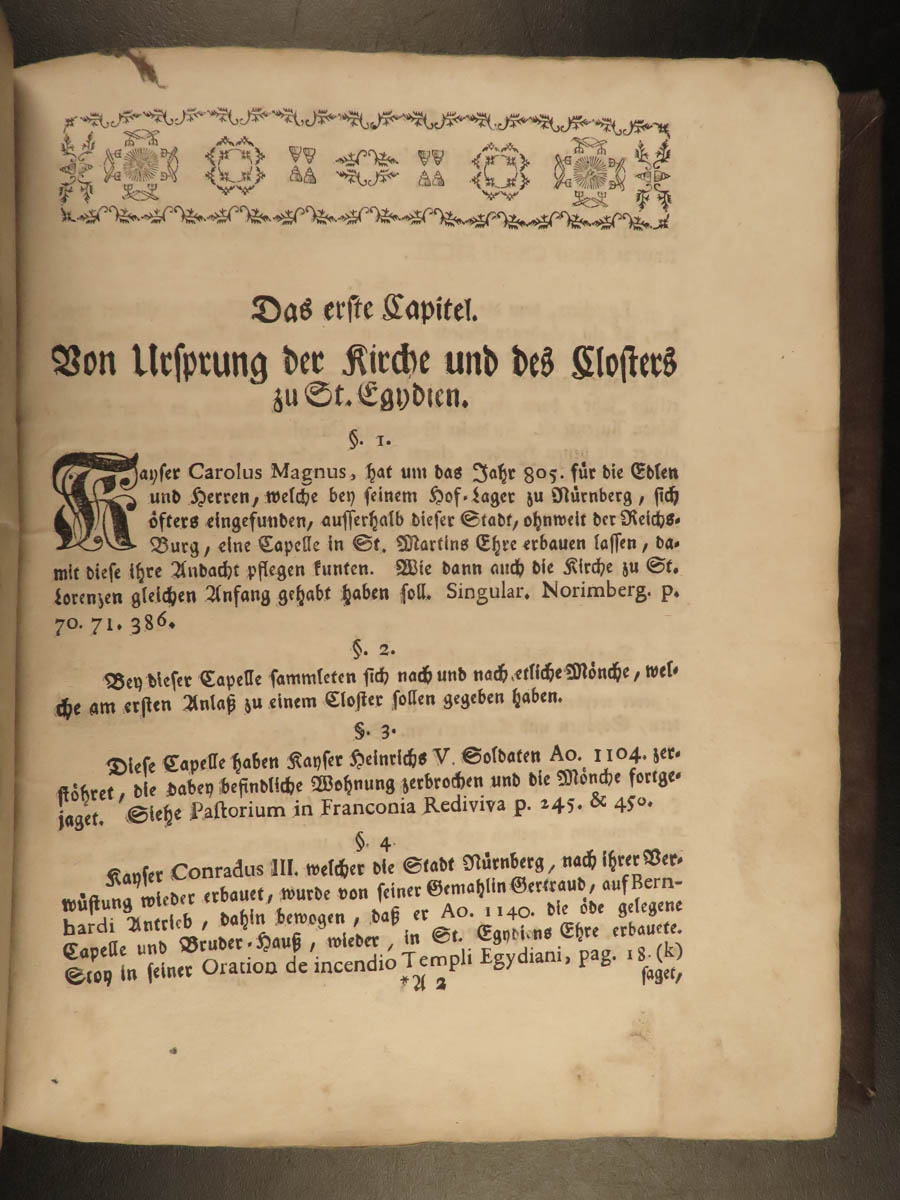 Das erste Capitel.
Von Ursprung der Kirche und des Closters
zu St. Egydien.
§. 1.
Kayser Carolus Magnus, hat um das Jahr 805. für die Edlen
und Herren, welche bey seinem Hof-Lager zu Nürnberg, sich
öfters eingefunden, ausserhalb dieser Stadt, ohnweit der Reichs-
Burg, eine Capelle in St. Martins Ehre erbauen lassen, da-
mit diese ihre Andacht pflegen kunten. Wie dann auch die Kirche zu St.
Lorenzen gleichen Anfang gehabt haben soll. Singular. Norimberg. p.
70. 71. 386.
§. 2.
Bey dieser Capelle sammleten sich nach und nach etliche Mönche, wel-
che am ersten Anlaß zu einem Closter sollen gegeben haben.
§. 3.
Diese Capelle haben Kayser Heinrichs V. Soldaten Ao. 1104. zer-
stöhret, die dabey befindliche Wohnung zerbrochen und die Mönche fortge-
jaget. Siehe Pastorium in Franconia Rediviva p. 245. & 450.
§. 4
Kayser Conradus III. welcher die Stadt Nürnberg, nach ihrer Ver-
wüstung wieder erbauet, wurde von seiner Gemahlin Gertraud, auf Bern-
hardi Antrieb, dahin bewogen, daß er Ao. 1140. die öde gelegene
Capelle und Bruder-Hauß, wieder, in St. Egydiens Ehre erbauete.
Stoy in seiner Oration de incendio Templi Egydiani, pag. 18. (k)
*A 2 saget,